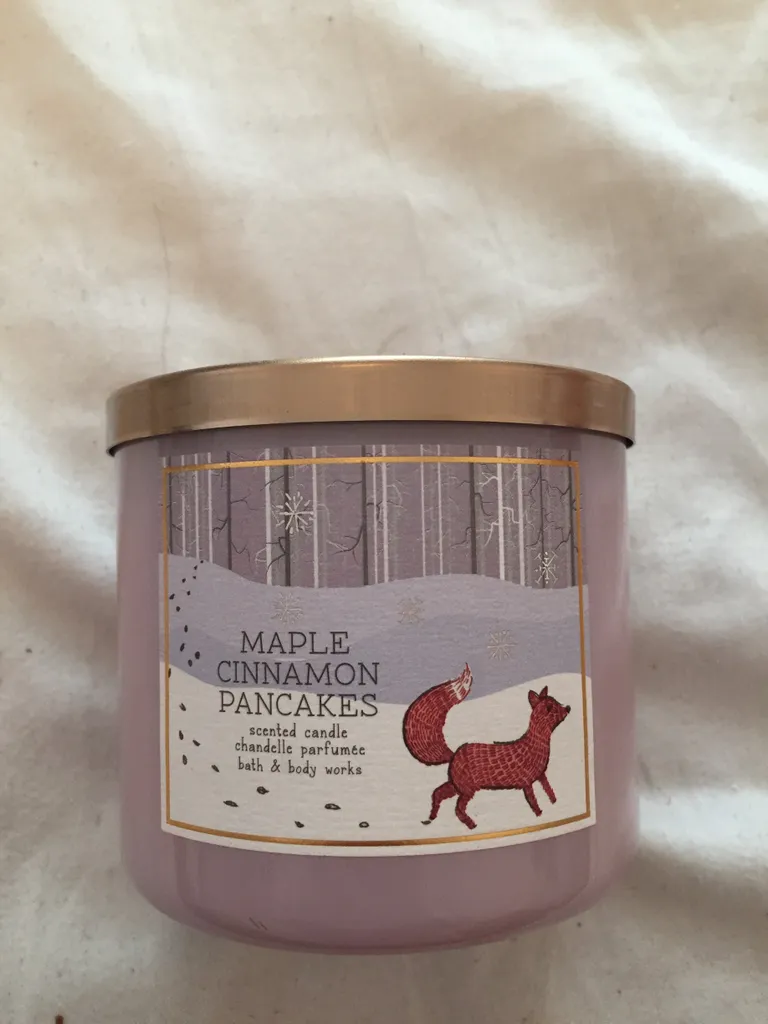 MAPLE
CINNAMON
PANCAKES
scented candle
chandelle parfumée
bath & body works